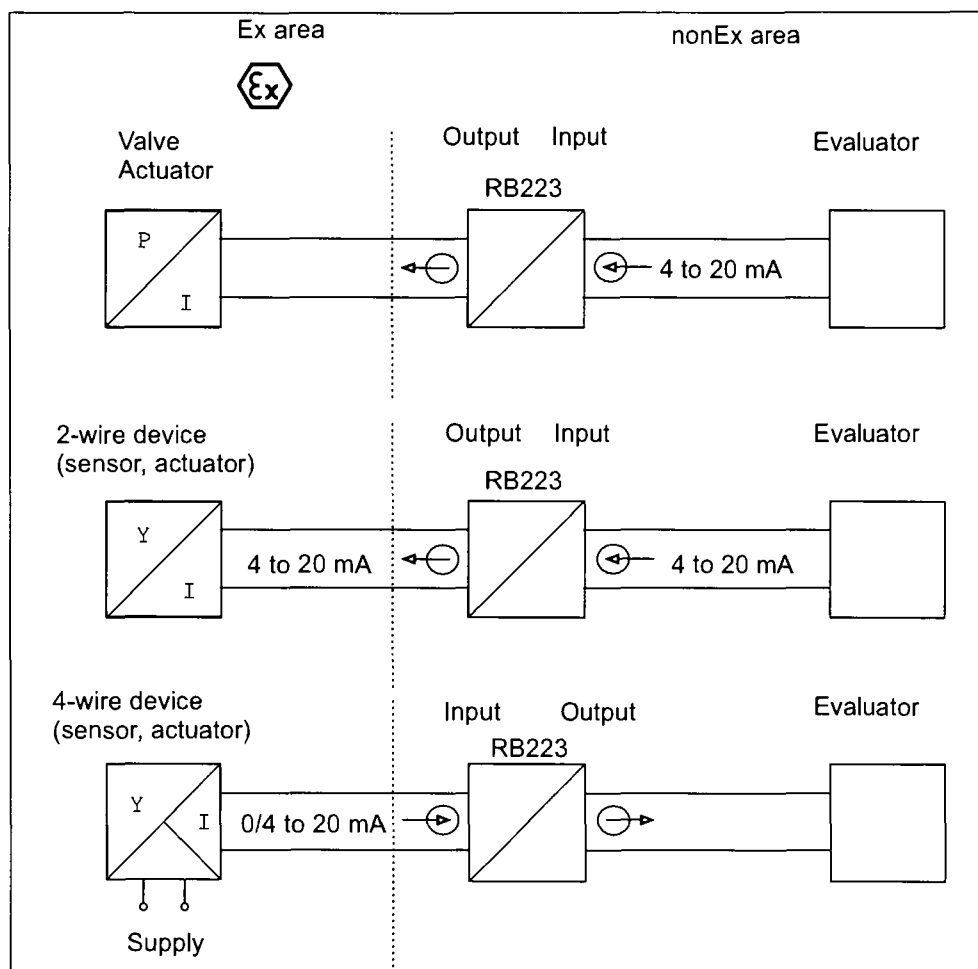 Ex area
nonEx area
Ex
Valve
Actuator
Output Input
Evaluator
RB223
P
I
4 to 20 mA
2-wire device
(sensor, actuator)
Output Input
Evaluator
RB223
Y
I
4 to 20 mA
4 to 20 mA
4-wire device
(sensor, actuator)
Input Output
Evaluator
RB223
Y
I
0/4 to 20 mA
Supply